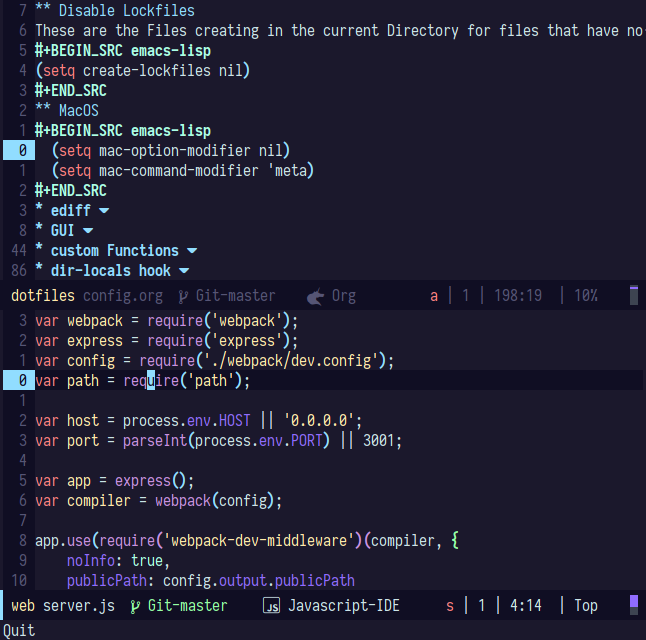 7 ** Disable Lockfiles
6 These are the Files creating in the current Directory for files that have no
5 #+BEGIN_SRC emacs-lisp
4 (setq create-lockfiles nil)
3 #+END_SRC
2 ** MacOS
1 #+BEGIN_SRC emacs-lisp
0   (setq mac-option-modifier nil)
1   (setq mac-command-modifier 'meta)
2 #+END_SRC
3 * ediff ▼
8 * GUI ▼
44 * custom Functions ▼
86 * dir-locals hook ▼
dotfiles config.org Git-master Org a | 1 | 198:19 | 10%
3 var webpack = require('webpack');
2 var express = require('express');
1 var config = require('./webpack/dev.config');
0 var path = require('path');
1
2 var host = process.env.HOST || '0.0.0.0';
3 var port = parseInt(process.env.PORT) || 3001;
4
5 var app = express();
6 var compiler = webpack(config);
7
8 app.use(require('webpack-dev-middleware')(compiler, {
9     noInfo: true,
10     publicPath: config.output.publicPath
web server.js Git-master JS Javascript-IDE s | 1 | 4:14 | Top
Quit